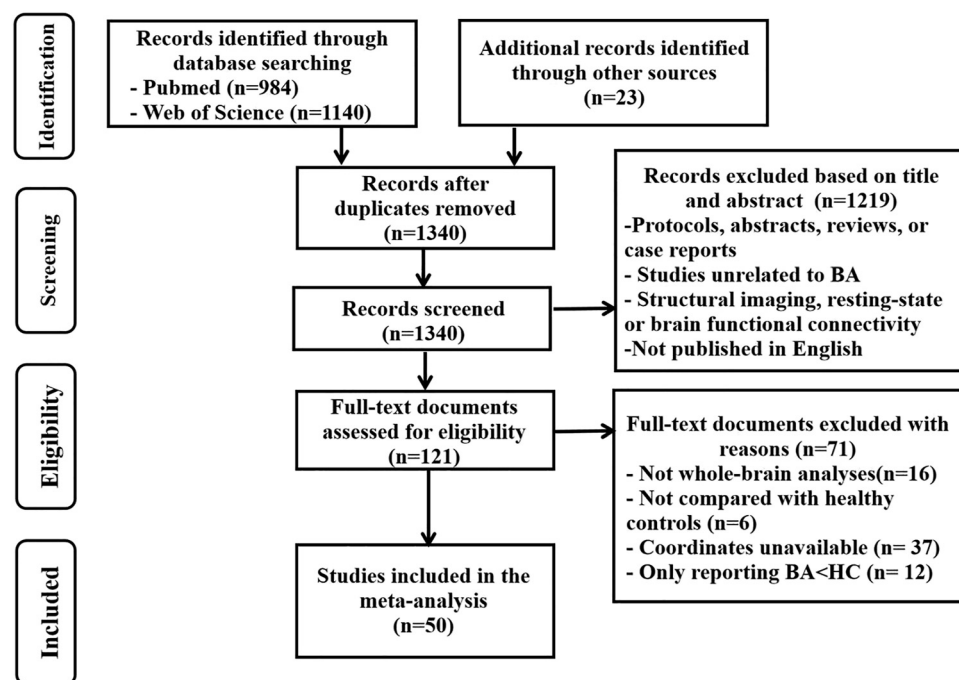 Identification
Records identified through
database searching
- Pubmed (n=984)
- Web of Science (n=1140)
Additional records identified
through other sources
(n=23)
Screening
Records after
duplicates removed
(n=1340)
Records screened
(n=1340)
Records excluded based on title
and abstract (n=1219)
-Protocols, abstracts, reviews, or
case reports
- Studies unrelated to BA
- Structural imaging, resting-state
or brain functional connectivity
-Not published in English
Eligibility
Full-text documents
assessed for eligibility
(n=121)
Full-text documents excluded with
reasons (n=71)
- Not whole-brain analyses(n=16)
- Not compared with healthy
controls (n=6)
- Coordinates unavailable (n= 37)
- Only reporting BA<HC (n= 12)
Included
Studies included in the
meta-analysis
(n=50)